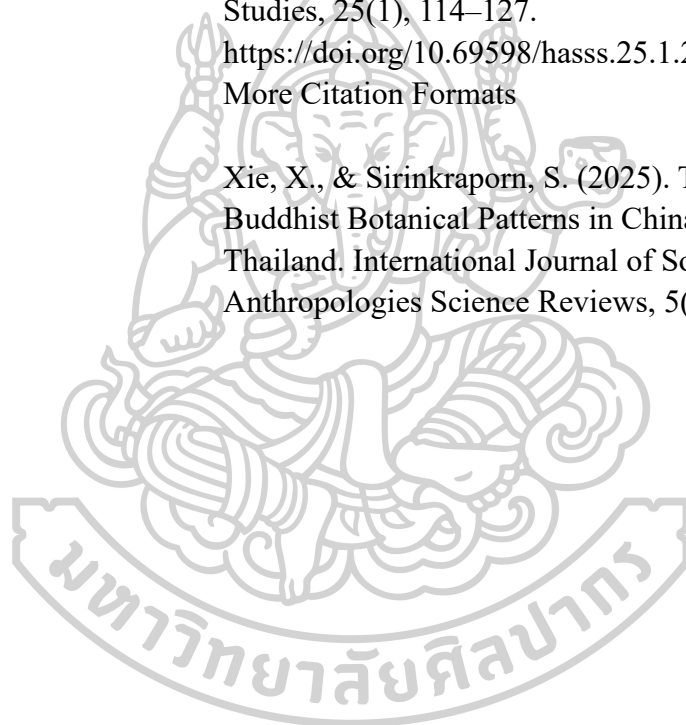 Studies, 25(1), 114–127.
https://doi.org/10.69598/hasss.25.1.2
More Citation Formats
Xie, X., & Sirinkraporn, S. (2025). T
Buddhist Botanical Patterns in China
Thailand. International Journal of So
Anthropologies Science Reviews, 5(
มหาวิทยาลัยศิลปากร